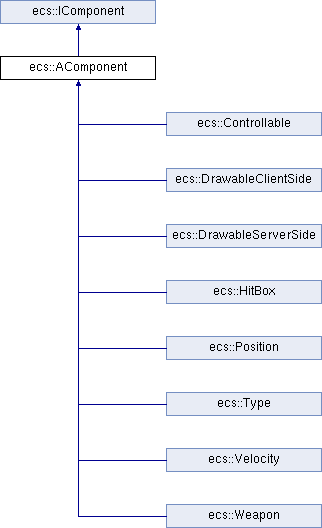 ecs::IComponent
ecs::AComponent
ecs::Controllable
ecs::DrawableClientSide
ecs::DrawableServerSide
ecs::HitBox
ecs::Position
ecs::Type
ecs::Velocity
ecs::Weapon